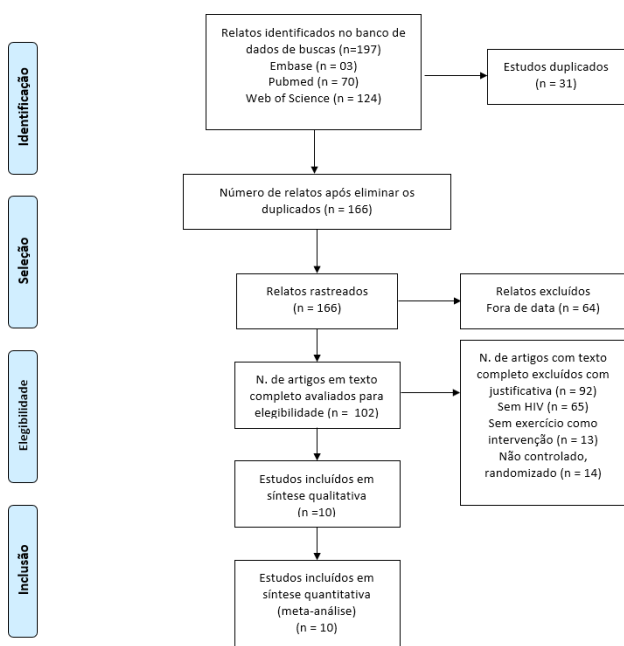 Identificação
Relatos identificados no banco de
dados de buscas (n=197)
Embase (n = 03)
Pubmed (n = 70)
Web of Science (n = 124)
Estudos duplicados
(n = 31)
Seleção
Número de relatos após eliminar os
duplicados (n = 166)
Relatos rastreados
(n = 166)
Relatos excluídos
Fora de data (n = 64)
Elegibilidade
N. de artigos em texto
completo avaliados para
elegibilidade (n = 102)
N. de artigos com texto
completo excluídos com
justificativa (n = 92)
Sem HIV (n = 65)
Sem exercício como
intervenção (n = 13)
Não controlado,
randomizado (n = 14)
Estudos incluídos em
síntese qualitativa
(n =10)
Inclusão
Estudos incluídos em
síntese quantitativa
(meta-análise)
(n = 10)